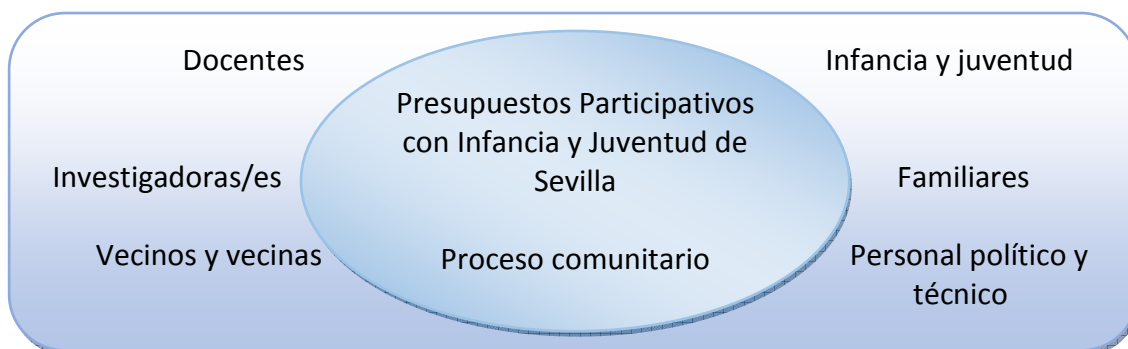 Docentes
Infancia y juventud
Presupuestos Participativos
con Infancia y Juventud de
Sevilla
Investigadoras/es
Familiares
Vecinos y vecinas
Proceso comunitario
Personal político y
técnico